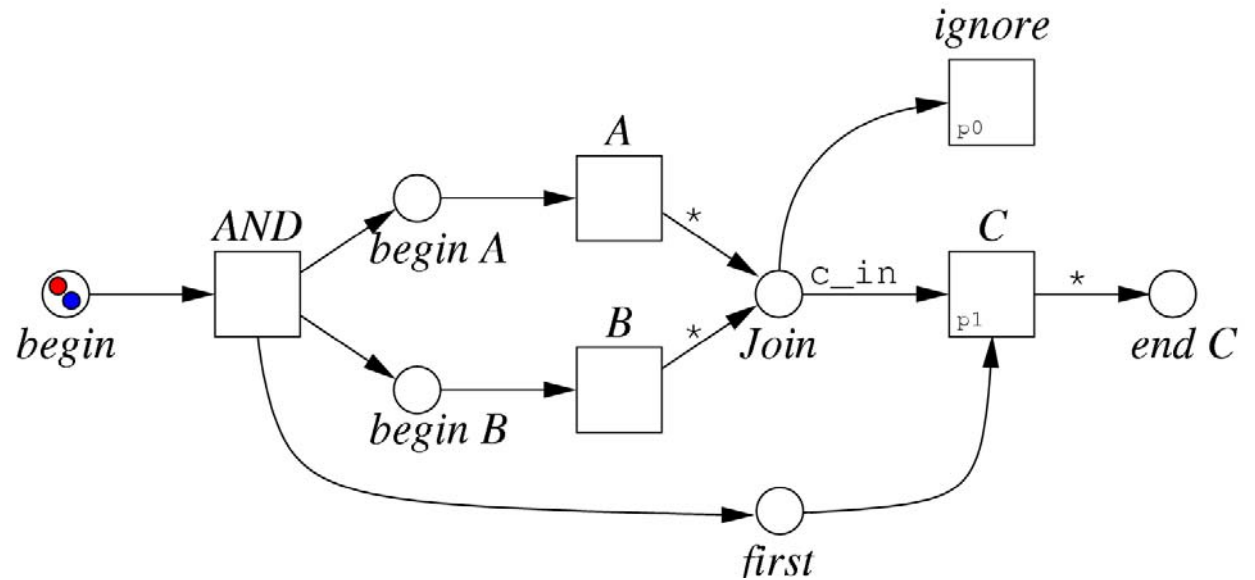 ignore
p0
A
*
AND
begin A
C
c_in
p1
*
begin
B
*
Join
end C
begin B
first